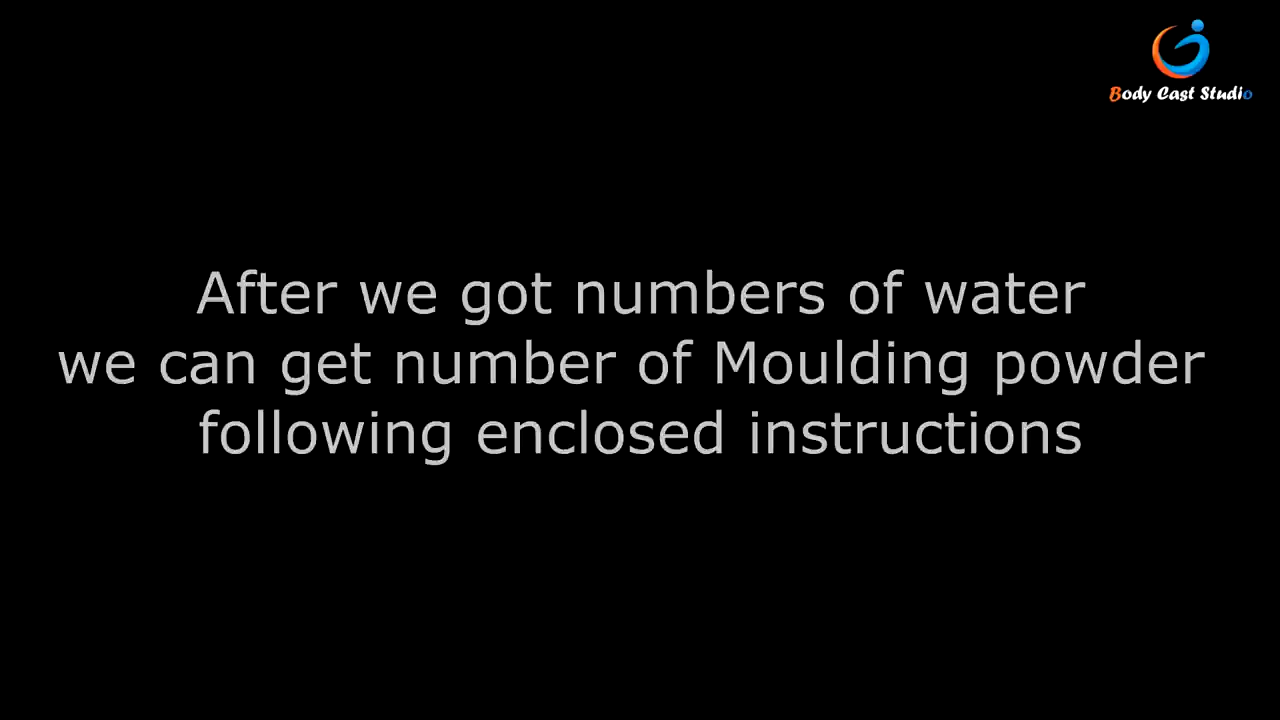 Body Cast Studio
After we got numbers of water
we can get number of Moulding powder
following enclosed instructions